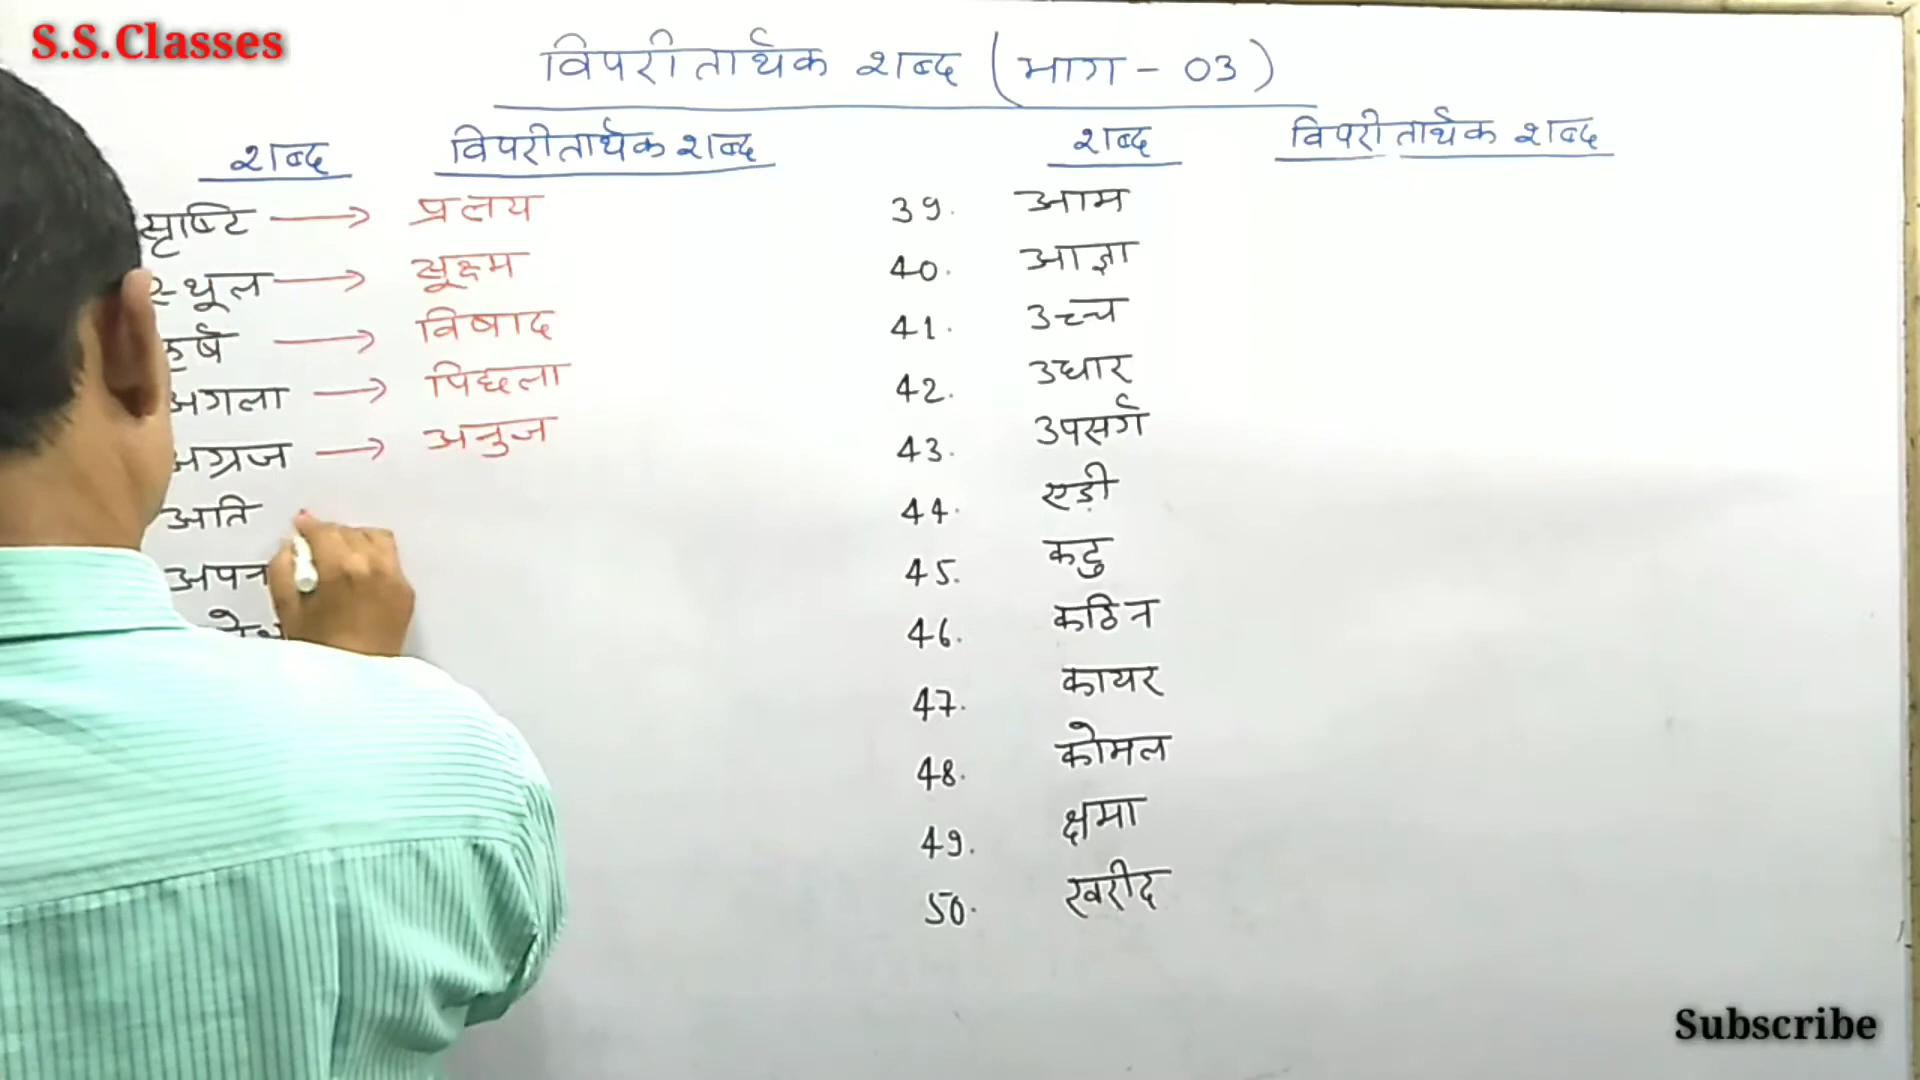 S.S.Classes
विपरीतार्थक शब्द (भाग - 03)
शब्द विपरीतार्थक शब्द
सृष्टि → प्रलय
स्थूल → सूक्ष्म
हर्ष → विषाद
अगला → पिछला
अग्रज → अनुज
अति
शब्द विपरीतार्थक शब्द
39. आम
40. आज्ञा
41. उच्च
42. उधार
43. उपसर्ग
44. एड़ी
45. कटु
46. कठिन
47. कायर
48. कोमल
49. क्षमा
50. खरीद
Subscribe